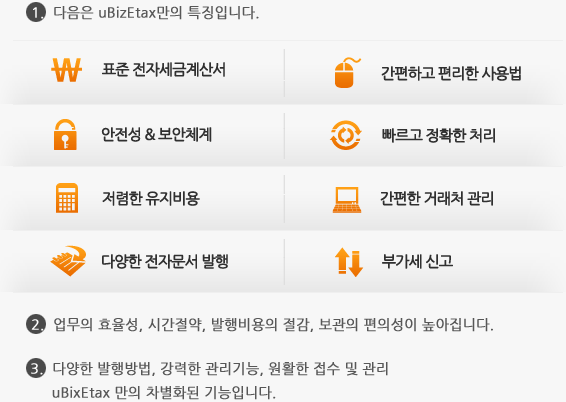 1. 다음은 uBizEtax만의 특징입니다.
표준 전자세금계산서
간편하고 편리한 사용법
안전성 & 보안체계
빠르고 정확한 처리
저렴한 유지비용
간편한 거래처 관리
다양한 전자문서 발행
부가세 신고
2. 업무의 효율성, 시간절약, 발행비용의 절감, 보관의 편의성이 높아집니다.
3. 다양한 발행방법, 강력한 관리기능, 원활한 접수 및 관리
uBixEtax 만의 차별화된 기능입니다.